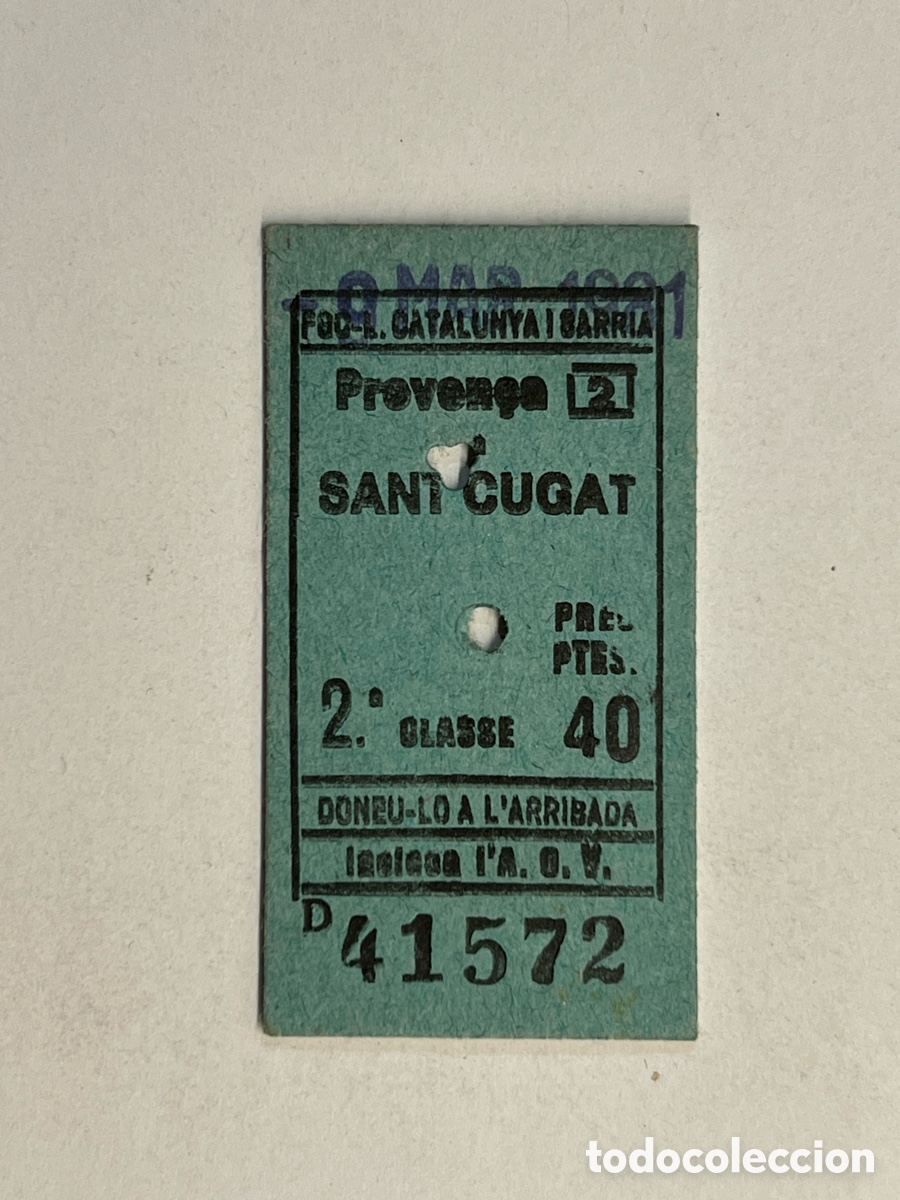 - 9 MAR 1981
FGC-L. CATALUNYA I SARRIA
Provença 2
a
SANT CUGAT
PREU
PTES.
2.ª CLASSE 40
DONEU-LO A L'ARRIBADA
Inclosa l'A. O. V.
D 41572
todocoleccion